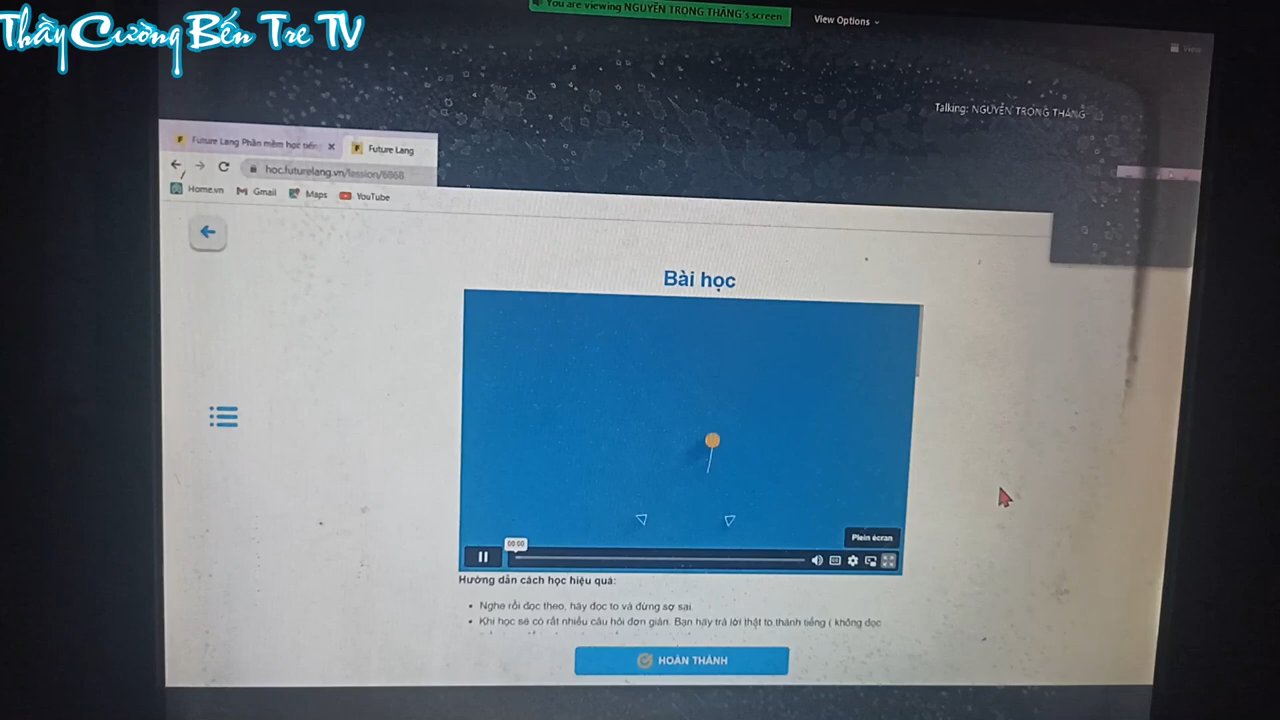 Thầy Cường Bến Tre TV
You are viewing NGUYỄN TRỌNG THẮNG's screen
View Options
View
Talking: NGUYỄN TRỌNG THẮNG
Future Lang Phần mềm học tiến
Future Lang
hoc.futurelang.vn/lession/6868
Home.vn
Gmail
Maps
YouTube
Bài học
Plein écran
00:00
Hướng dẫn cách học hiệu quả:
Nghe rồi đọc theo, hãy đọc to và đừng sợ sai.
Khi học sẽ có rất nhiều câu hỏi đơn giản. Bạn hãy trả lời thật to thành tiếng ( không đọc
HOÀN THÀNH